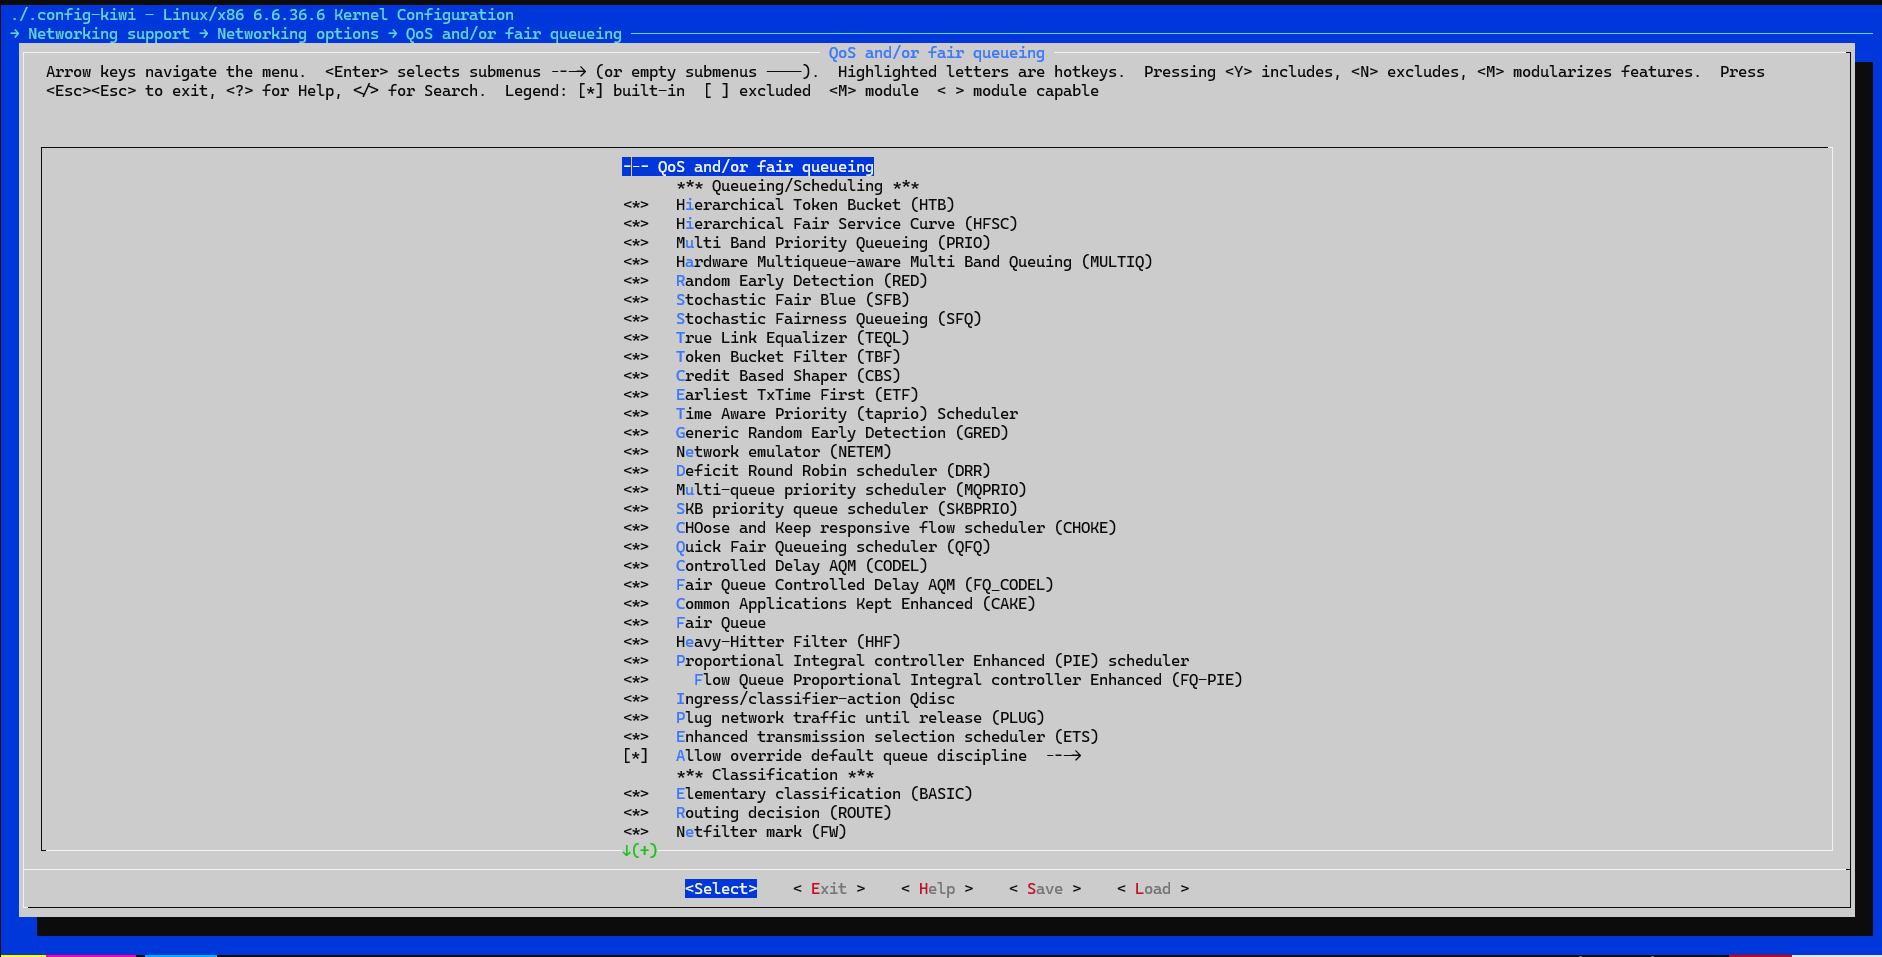 ./.config-kiwi - Linux/x86 6.6.36.6 Kernel Configuration
→ Networking support → Networking options → QoS and/or fair queueing
QoS and/or fair queueing
Arrow keys navigate the menu.  <Enter> selects submenus ---> (or empty submenus ----).  Highlighted letters are hotkeys.  Pressing <Y> includes, <N> excludes, <M> modularizes features.  Press
<Esc><Esc> to exit, <?> for Help, </> for Search.  Legend: [*] built-in  [ ] excluded  <M> module  < > module capable
--- QoS and/or fair queueing
*** Queueing/Scheduling ***
<*>   Hierarchical Token Bucket (HTB)
<*>   Hierarchical Fair Service Curve (HFSC)
<*>   Multi Band Priority Queueing (PRIO)
<*>   Hardware Multiqueue-aware Multi Band Queuing (MULTIQ)
<*>   Random Early Detection (RED)
<*>   Stochastic Fair Blue (SFB)
<*>   Stochastic Fairness Queueing (SFQ)
<*>   True Link Equalizer (TEQL)
<*>   Token Bucket Filter (TBF)
<*>   Credit Based Shaper (CBS)
<*>   Earliest TxTime First (ETF)
<*>   Time Aware Priority (taprio) Scheduler
<*>   Generic Random Early Detection (GRED)
<*>   Network emulator (NETEM)
<*>   Deficit Round Robin scheduler (DRR)
<*>   Multi-queue priority scheduler (MQPRIO)
<*>   SKB priority queue scheduler (SKBPRIO)
<*>   CHOose and Keep responsive flow scheduler (CHOKE)
<*>   Quick Fair Queueing scheduler (QFQ)
<*>   Controlled Delay AQM (CODEL)
<*>   Fair Queue Controlled Delay AQM (FQ_CODEL)
<*>   Common Applications Kept Enhanced (CAKE)
<*>   Fair Queue
<*>   Heavy-Hitter Filter (HHF)
<*>   Proportional Integral controller Enhanced (PIE) scheduler
<*>     Flow Queue Proportional Integral controller Enhanced (FQ-PIE)
<*>   Ingress/classifier-action Qdisc
<*>   Plug network traffic until release (PLUG)
<*>   Enhanced transmission selection scheduler (ETS)
[*]   Allow override default queue discipline  --->
*** Classification ***
<*>   Elementary classification (BASIC)
<*>   Routing decision (ROUTE)
<*>   Netfilter mark (FW)
↓(+)
<Select>    < Exit >    < Help >    < Save >    < Load >